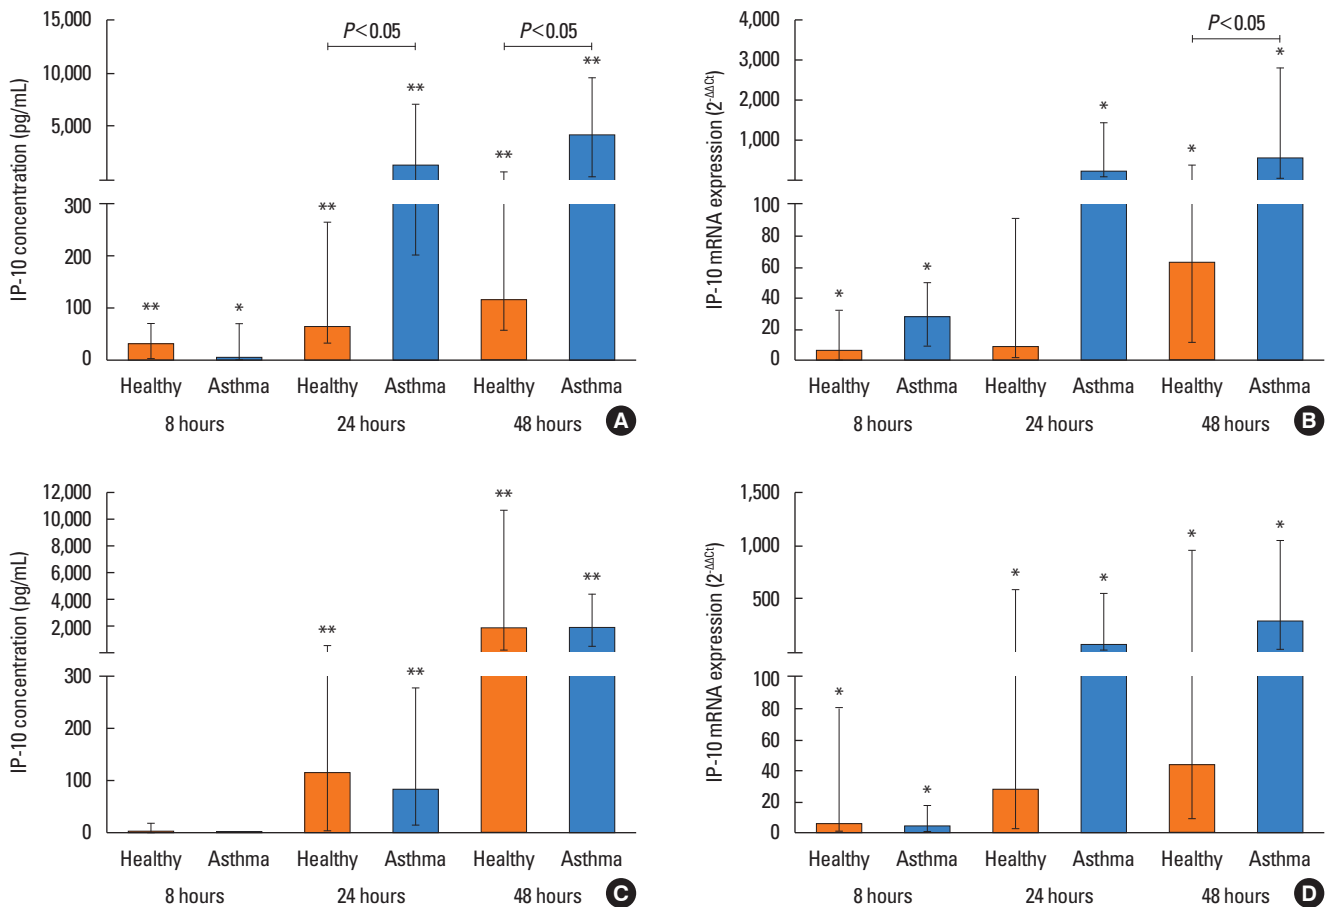 IP-10 concentration (pg/mL)
15,000
10,000
5,000
300
200
100
0
P<0.05
P<0.05
** * ** ** ** **
Healthy Asthma Healthy Asthma Healthy Asthma
8 hours 24 hours 48 hours
A
IP-10 mRNA expression (2-ΔΔCt)
4,000
3,000
2,000
1,000
100
80
60
40
20
0
P<0.05
* * * * *
Healthy Asthma Healthy Asthma Healthy Asthma
8 hours 24 hours 48 hours
B
IP-10 concentration (pg/mL)
12,000
10,000
8,000
6,000
4,000
2,000
300
200
100
0
** ** ** **
Healthy Asthma Healthy Asthma Healthy Asthma
8 hours 24 hours 48 hours
C
IP-10 mRNA expression (2-ΔΔCt)
1,500
1,000
500
100
80
60
40
20
0
* * * * * *
Healthy Asthma Healthy Asthma Healthy Asthma
8 hours 24 hours 48 hours
D